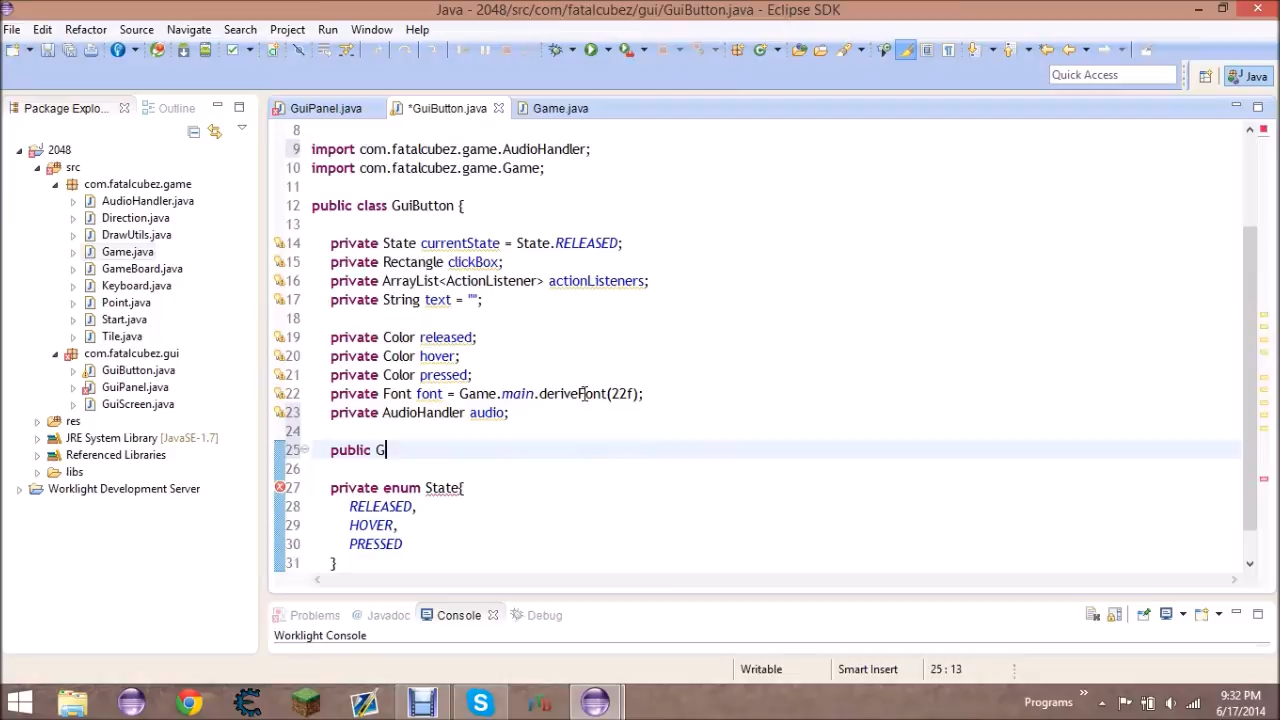 Java - 2048/src/com/fatalcubez/gui/GuiButton.java - Eclipse SDK
File Edit Refactor Source Navigate Search Project Run Window Help
Quick Access
Java
Package Explo...
Outline
GuiPanel.java
*GuiButton.java
Game.java
2048
src
com.fatalcubez.game
AudioHandler.java
Direction.java
DrawUtils.java
Game.java
GameBoard.java
Keyboard.java
Point.java
Start.java
Tile.java
com.fatalcubez.gui
GuiButton.java
GuiPanel.java
GuiScreen.java
res
JRE System Library [JavaSE-1.7]
Referenced Libraries
libs
Worklight Development Server
8
9 import com.fatalcubez.game.AudioHandler;
10 import com.fatalcubez.game.Game;
11
12 public class GuiButton {
13
14 private State currentState = State.RELEASED;
15 private Rectangle clickBox;
16 private ArrayList<ActionListener> actionListeners;
17 private String text = "";
18
19 private Color released;
20 private Color hover;
21 private Color pressed;
22 private Font font = Game.main.deriveFont(22f);
23 private AudioHandler audio;
24
25 public G
26
27 private enum State{
28 RELEASED,
29 HOVER,
30 PRESSED
31 }
Problems
Javadoc
Console
Debug
Worklight Console
Writable
Smart Insert
25 : 13
Programs
9:32 PM
6/17/2014